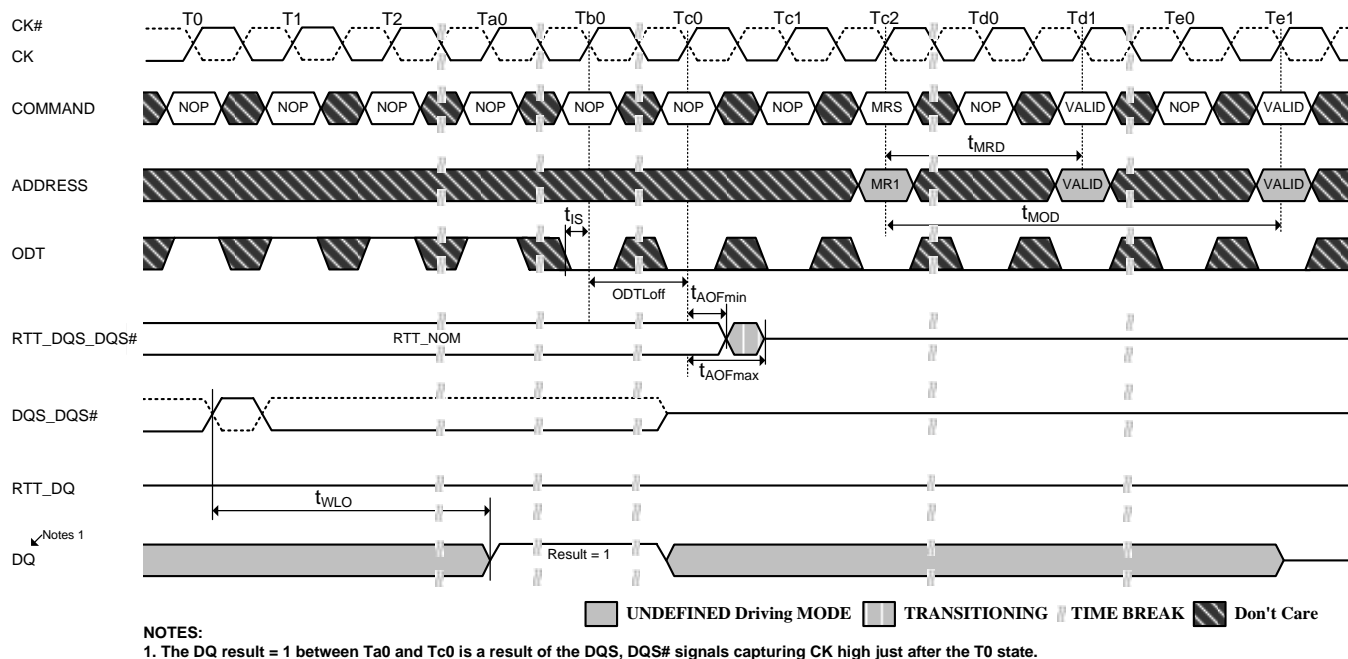 T0 T1 T2 Ta0 Tb0 Tc0 Tc1 Tc2 Td0 Td1 Te0 Te1
CK#
CK
COMMAND NOP NOP NOP NOP NOP NOP NOP MRS NOP VALID NOP VALID
tMRD
ADDRESS MR1 VALID VALID
tIS tMOD
ODT
ODTLoff tAOFmin
RTT_DQS_DQS# RTT_NOM
tAOFmax
DQS_DQS#
RTT_DQ
tWLO
Notes 1
DQ Result = 1
UNDEFINED Driving MODE TRANSITIONING TIME BREAK Don't Care
NOTES:
1. The DQ result = 1 between Ta0 and Tc0 is a result of the DQS, DQS# signals capturing CK high just after the T0 state.